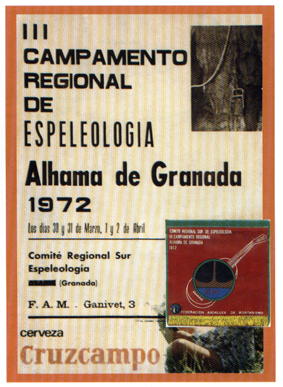 III
CAMPAMENTO
REGIONAL
DE
ESPELEOLOGIA
Alhama de Granada
1972
Los días 30 y 31 de Marzo, 1 y 2 de Abril
Comité Regional Sur
Espeleología
(Granada)
F. A. M. . Ganivet, 3
COMITE REGIONAL SUR DE ESPELEOLOGIA
III CAMPAMENTO REGIONAL
ALHAMA DE GRANADA
1972
FEDERACION ANDALUZA DE MONTAÑISMO
cerveza
Cruzcampo